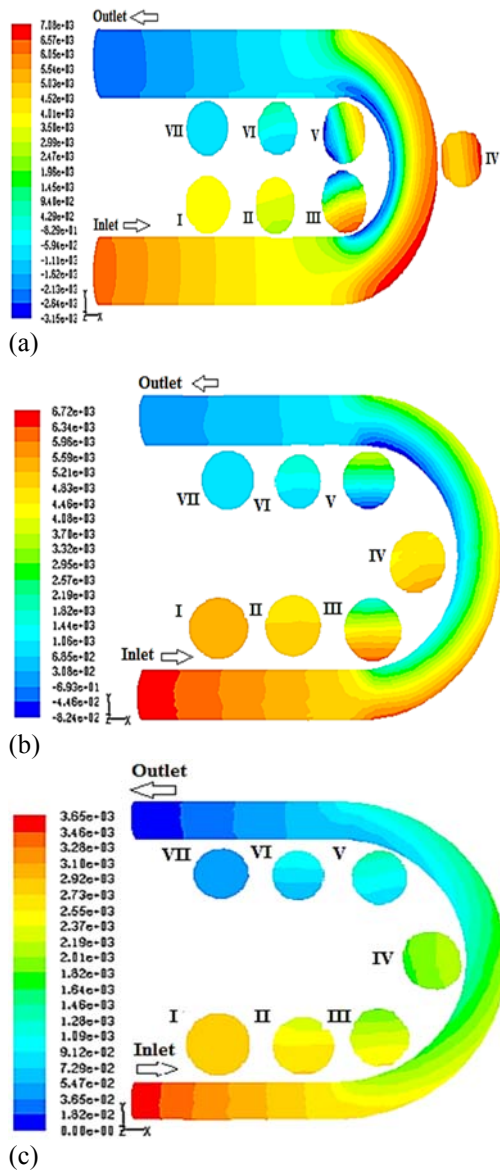 Outlet
7.08e+03
6.57e+03
6.05e+03
5.54e+03
5.03e+03
4.52e+03
4.01e+03
3.50e+03
2.99e+03
2.47e+03
1.96e+03
1.45e+03
9.40e+02
4.29e+02
-8.29e+01
-5.94e+02
-1.11e+03
-1.62e+03
-2.13e+03
-2.64e+03
-3.15e+03
VII
VI
V
IV
I
II
III
Inlet
Y
Z X
(a)
Outlet
6.72e+03
6.34e+03
5.96e+03
5.59e+03
5.21e+03
4.83e+03
4.46e+03
4.08e+03
3.70e+03
3.32e+03
2.95e+03
2.57e+03
2.19e+03
1.82e+03
1.44e+03
1.06e+03
6.85e+02
3.08e+02
-6.93e+01
-4.46e+02
-8.24e+02
VII
VI
V
IV
I
II
III
Inlet
Y
Z X
(b)
Outlet
3.65e+03
3.46e+03
3.28e+03
3.10e+03
2.92e+03
2.73e+03
2.55e+03
2.37e+03
2.19e+03
2.01e+03
1.82e+03
1.64e+03
1.46e+03
1.28e+03
1.09e+03
9.12e+02
7.29e+02
5.47e+02
3.65e+02
1.82e+02
0.00e+00
VII
VI
V
IV
I
II
III
Inlet
Y
Z X
(c)